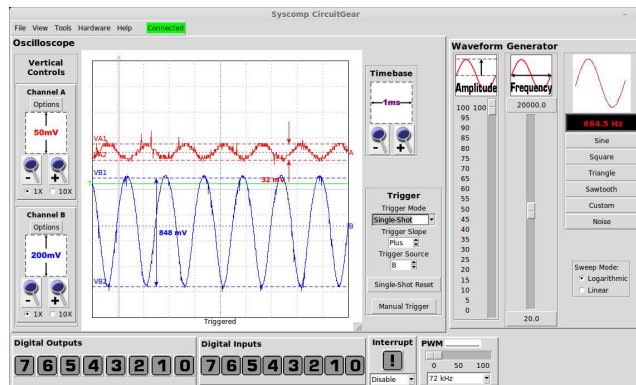 Syscomp CircuitGear
File View Tools Hardware Help Connected
Oscilloscope
Vertical Controls
Channel A
Options
50mV
- +
1X 10X
Channel B
Options
200mV
- +
1X 10X
X
VA1
VA2
A
32 mV
VB1
T
848 mV
B
VB2
Triggered
Timebase
1ms
- +
Trigger
Trigger Mode
Single-Shot
Trigger Slope
Plus
Trigger Source
B
Single-Shot Reset
Manual Trigger
Waveform Generator
Amplitude
Frequency
100 100
95
90
85
80
75
70
65
60
55
50
45
40
35
30
25
20
15
10
5
0
20000.0
20.0
664.5 Hz
Sine
Square
Triangle
Sawtooth
Custom
Noise
Sweep Mode:
Logarithmic
Linear
Digital Outputs
7 6 5 4 3 2 1 0
Digital Inputs
7 6 5 4 3 2 1 0
Interrupt
!
Disable
PWM
0 50 100
72 kHz